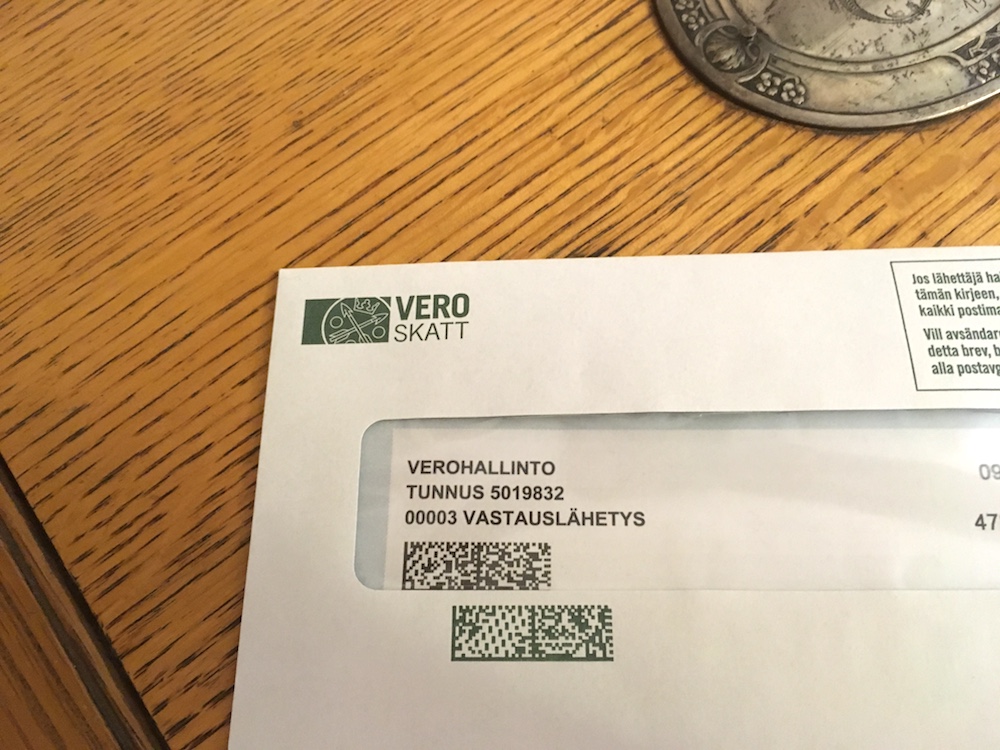 VERO
SKATT
Jos lähettäjä ha
tämän kirjeen,
kaikki postima
Vill avsändar
detta brev, b
alla postavg
VEROHALLINTO
TUNNUS 5019832
00003 VASTAUSLÄHETYS
09
47